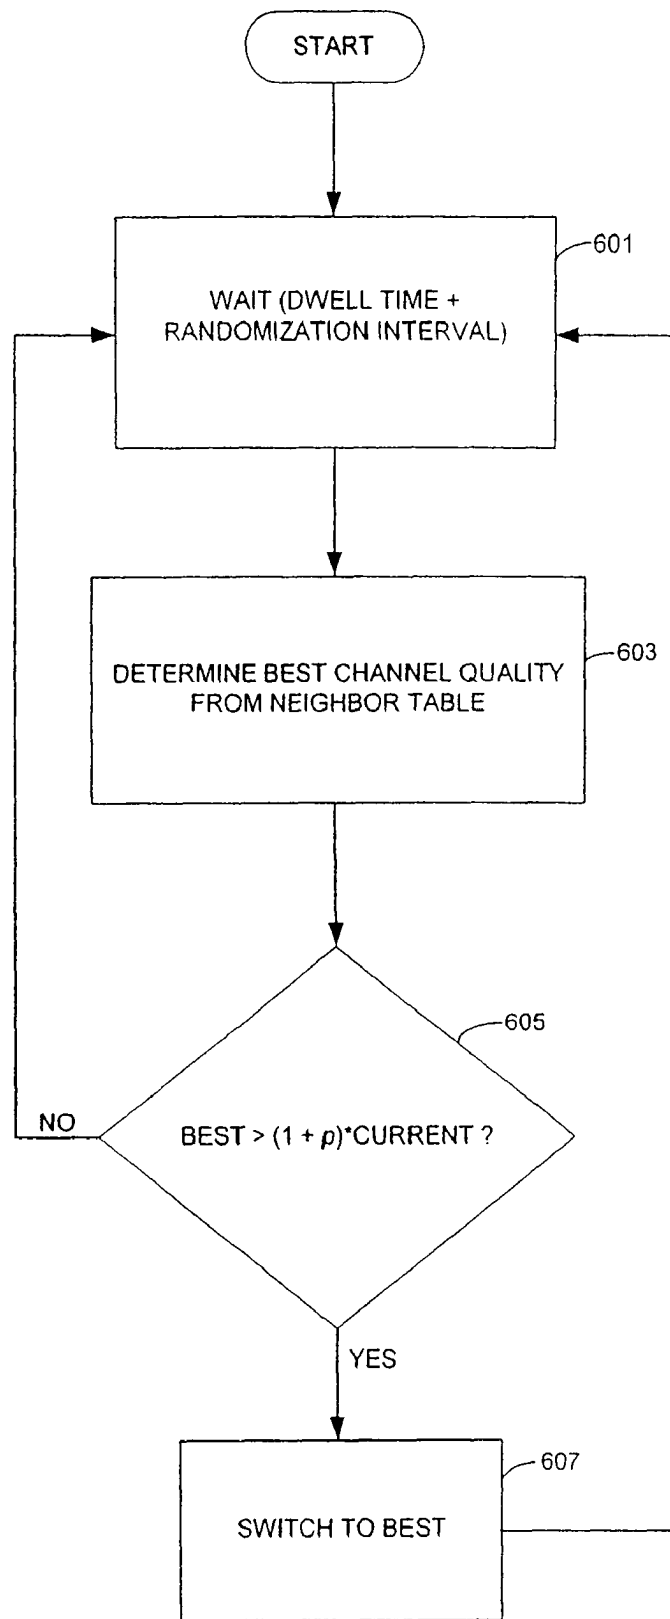 START
601
WAIT (DWELL TIME +
RANDOMIZATION INTERVAL)
603
DETERMINE BEST CHANNEL QUALITY
FROM NEIGHBOR TABLE
605
BEST > (1 + p)*CURRENT ?
NO
YES
607
SWITCH TO BEST